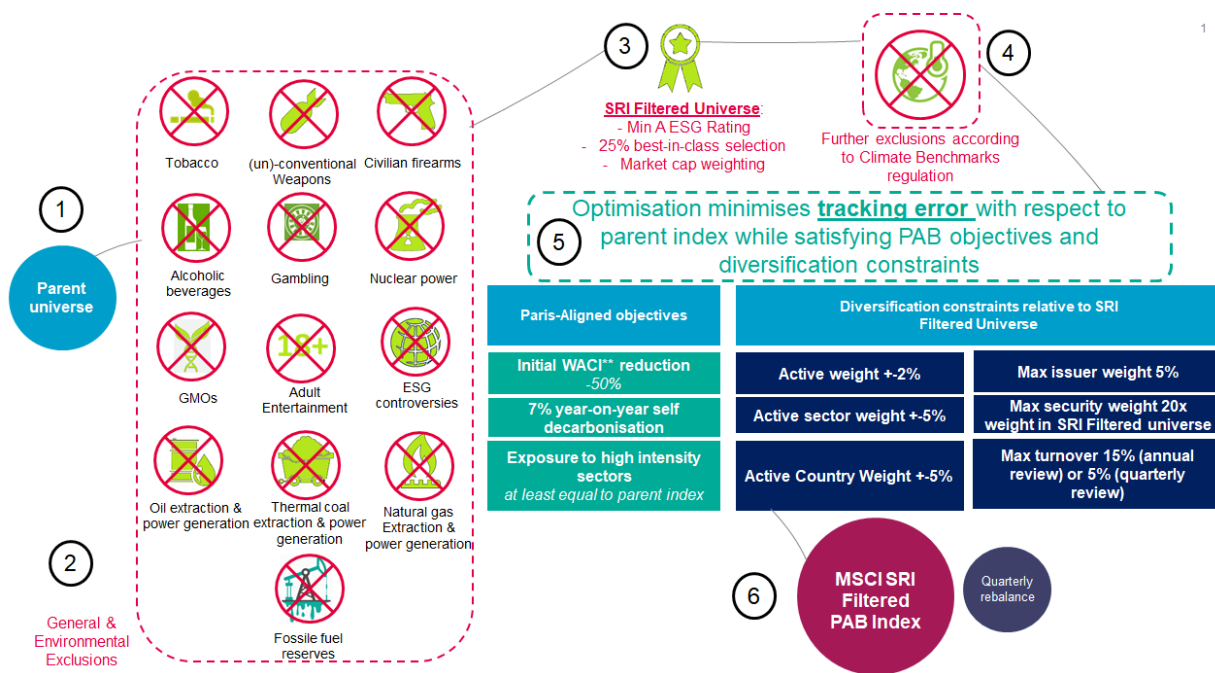 1
1
Parent
universe
2
General &
Environmental
Exclusions
Tobacco
(un)-conventional
Weapons
Civilian firearms
Alcoholic
beverages
Gambling
Nuclear power
GMOs
18+
Adult
Entertainment
ESG
controversies
Oil extraction &
power generation
Thermal coal
extraction & power
generation
Natural gas
Extraction &
power generation
Fossile fuel
reserves
3
SRI Filtered Universe:
- Min A ESG Rating
- 25% best-in-class selection
- Market cap weighting
4
Further exclusions according
to Climate Benchmarks
regulation
5
Optimisation minimises tracking error with respect to
parent index while satisfying PAB objectives and
diversification constraints
Paris-Aligned objectives
Diversification constraints relative to SRI
Filtered Universe
Initial WACI** reduction
-50%
Active weight +-2%
Max issuer weight 5%
7% year-on-year self
decarbonisation
Active sector weight +-5%
Max security weight 20x
weight in SRI Filtered universe
Exposure to high intensity
sectors
at least equal to parent index
Active Country Weight +-5%
Max turnover 15% (annual
review) or 5% (quarterly
review)
6
MSCI SRI
Filtered
PAB Index
Quarterly
rebalance